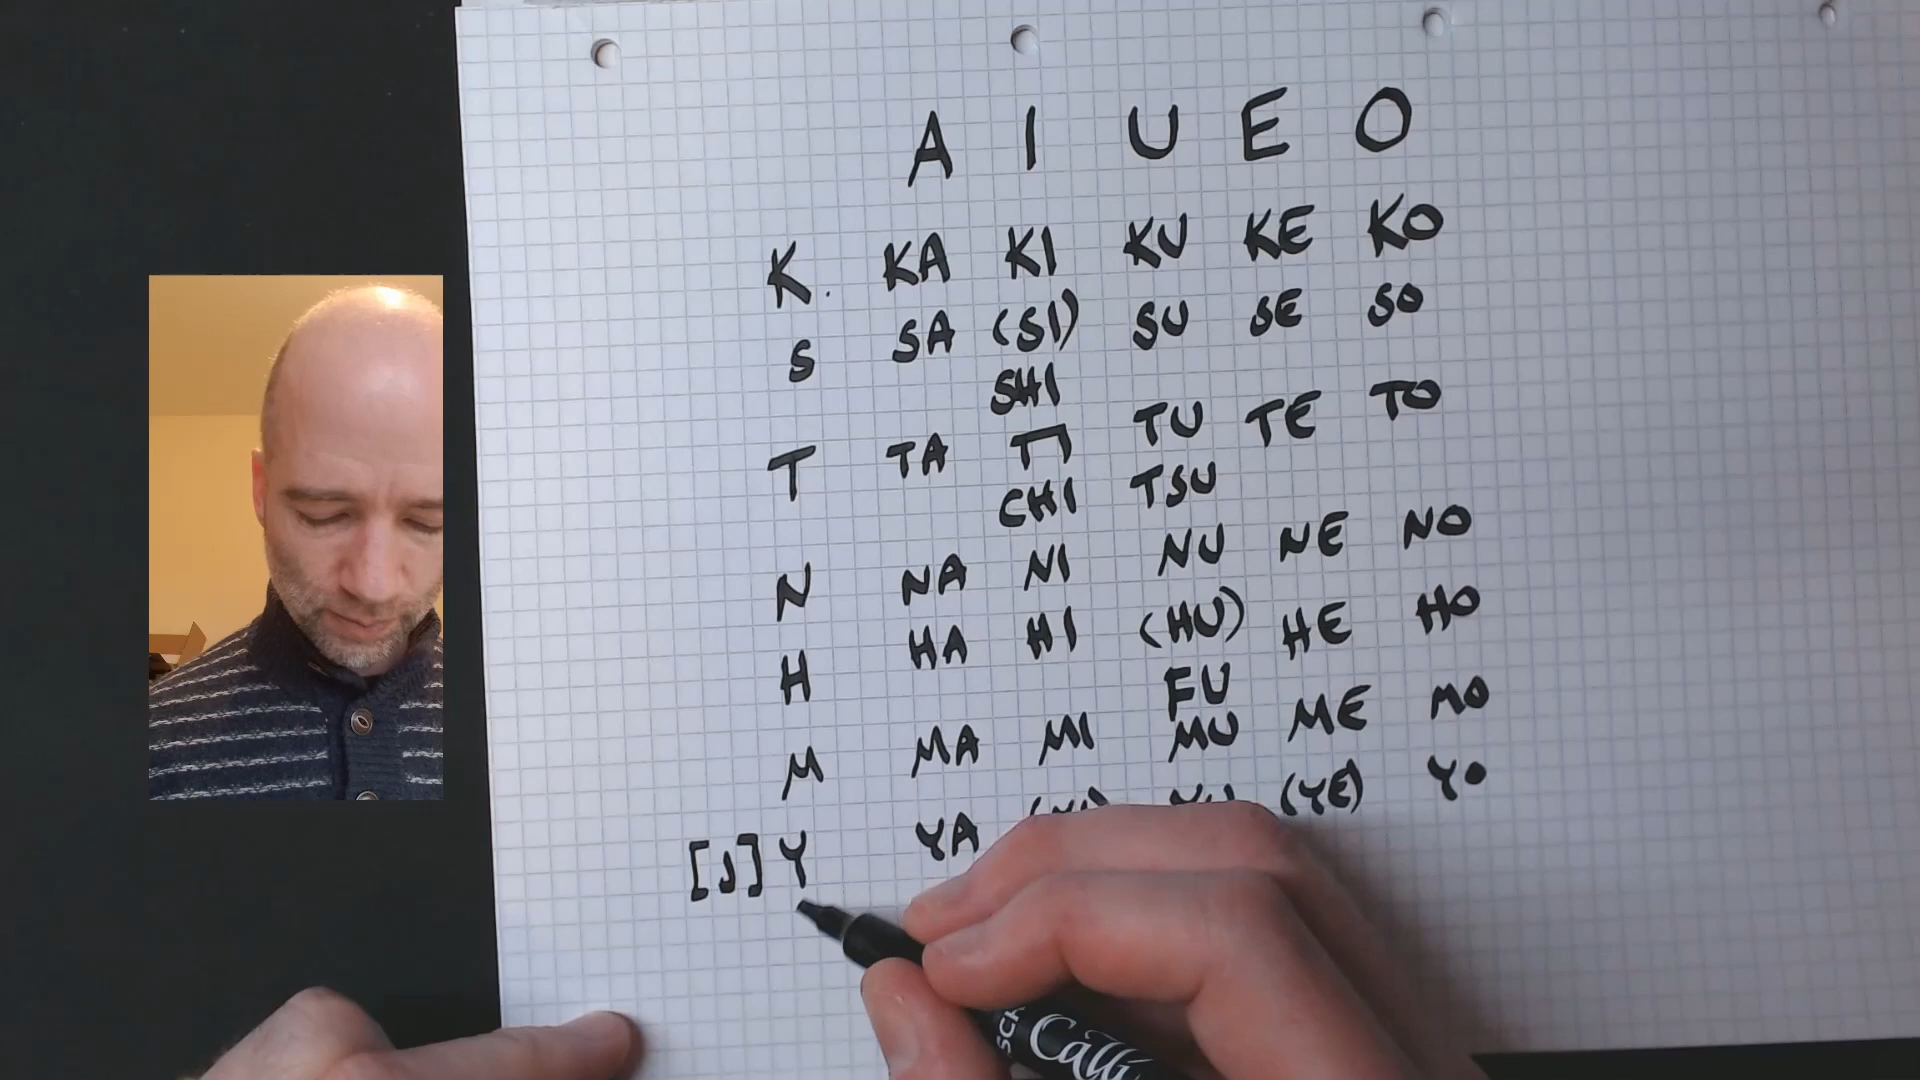 A I U E O
K. KA KI KU KE KO
S SA (SI) SU SE SO
SHI
T TA TI TU TE TO
CHI TSU
N NA NI NU NE NO
H HA HI (HU) HE HO
FU
M MA MI MU ME MO
[J] Y YA (YE) YO